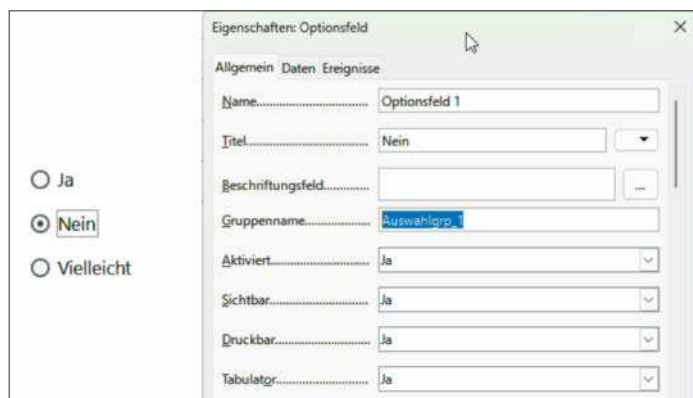 Eigenschaften: Optionsfeld
Allgemein Daten Ereignisse
Name Optionsfeld 1
Titel Nein
Beschriftungsfeld ...
Gruppenname Auswahlgrp_1
Aktiviert Ja
Sichtbar Ja
Druckbar Ja
Tabulator Ja
Ja
Nein
Vielleicht